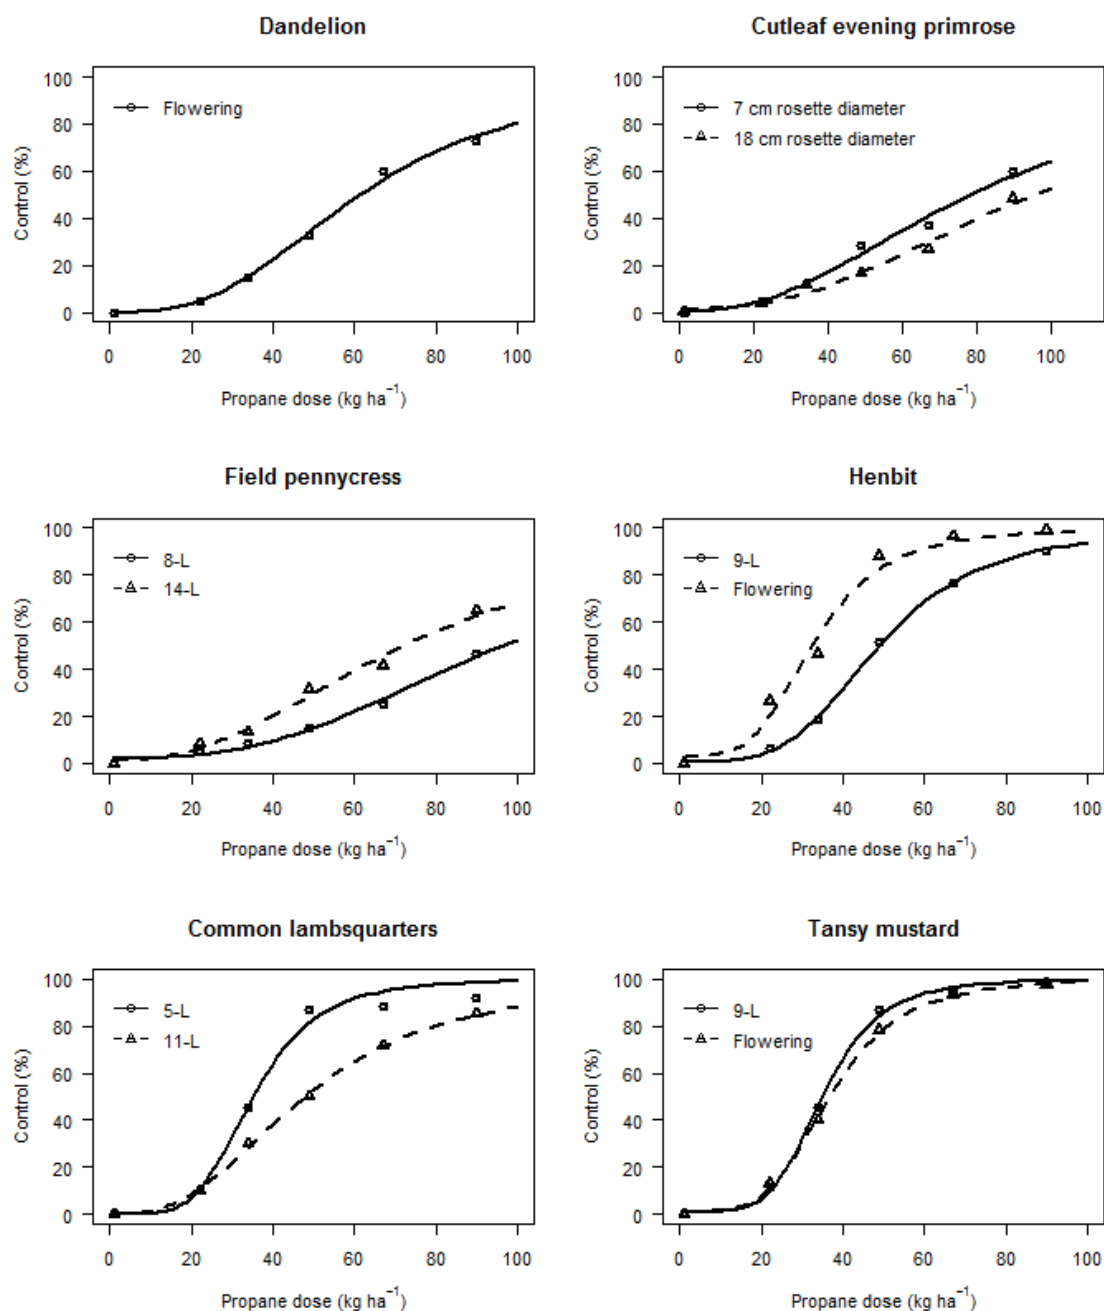 Dandelion
100
80
60
40
20
0
Control (%)
Flowering
0 20 40 60 80 100
Propane dose (kg ha⁻¹)
Cutleaf evening primrose
100
80
60
40
20
0
Control (%)
7 cm rosette diameter
18 cm rosette diameter
0 20 40 60 80 100
Propane dose (kg ha⁻¹)
Field pennycress
100
80
60
40
20
0
Control (%)
8-L
14-L
0 20 40 60 80 100
Propane dose (kg ha⁻¹)
Henbit
100
80
60
40
20
0
Control (%)
9-L
Flowering
0 20 40 60 80 100
Propane dose (kg ha⁻¹)
Common lambsquarters
100
80
60
40
20
0
Control (%)
5-L
11-L
0 20 40 60 80 100
Propane dose (kg ha⁻¹)
Tansy mustard
100
80
60
40
20
0
Control (%)
9-L
Flowering
0 20 40 60 80 100
Propane dose (kg ha⁻¹)